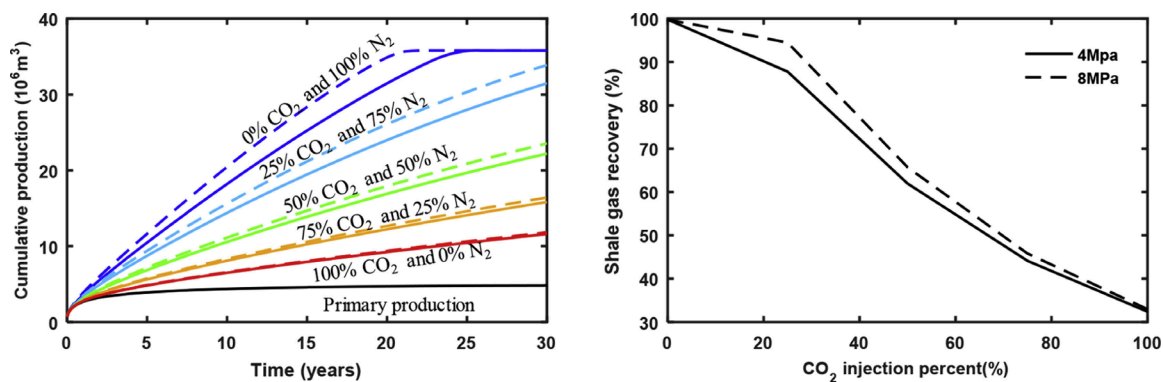 40
30
20
10
0
0 5 10 15 20 25 30
Cumulative production (10⁶m³)
Time (years)
0% CO₂ and 100% N₂
25% CO₂ and 75% N₂
50% CO₂ and 50% N₂
75% CO₂ and 25% N₂
100% CO₂ and 0% N₂
Primary production
100
90
80
70
60
50
40
30
0 20 40 60 80 100
Shale gas recovery (%)
CO₂ injection percent(%)
4Mpa
8MPa